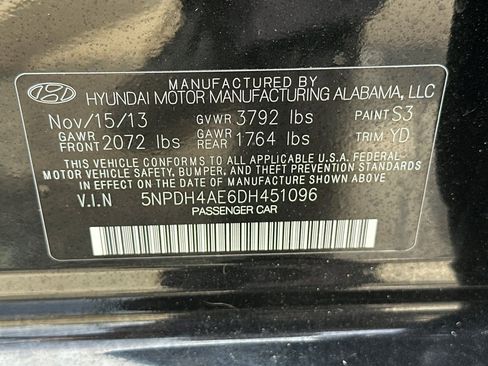 MANUFACTURED BY
HYUNDAI MOTOR MANUFACTURING ALABAMA, LLC
Nov/15/13 GVWR 3792 lbs PAINT S3
GAWR FRONT 2072 lbs GAWR REAR 1764 lbs TRIM YD
THIS VEHICLE CONFORMS TO ALL APPLICABLE U.S.A. FEDERAL-
MOTOR VEHICLE SAFETY, BUMPER, AND THEFT PREVENTION
STANDARDS IN EFFECT ON THE DATE OF MANUFACTURE SHOWN ABOVE.
V.I.N 5NPDH4AE6DH451096
PASSENGER CAR